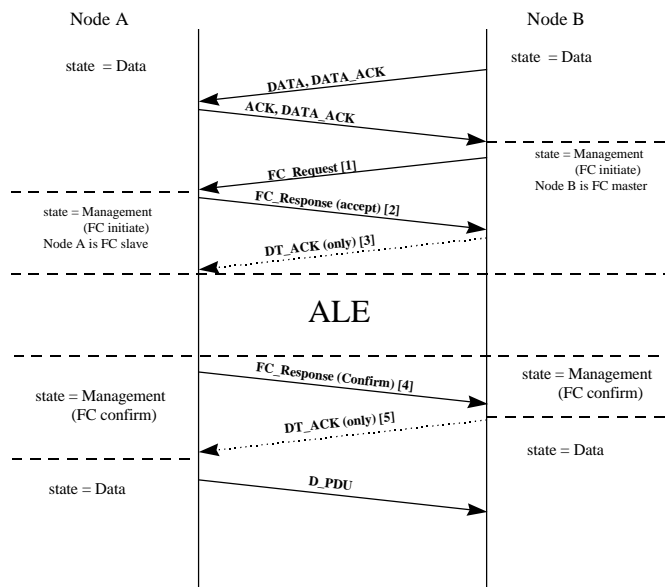 Node A
Node B
state = Data
state = Data
DATA, DATA_ACK
ACK, DATA_ACK
FC_Request [1]
state = Management
(FC initiate)
Node B is FC master
FC_Response (accept) [2]
state = Management
(FC initiate)
Node A is FC slave
DT_ACK (only) [3]
ALE
FC_Response (Confirm) [4]
state = Management
(FC confirm)
state = Management
(FC confirm)
DT_ACK (only) [5]
state = Data
state = Data
D_PDU